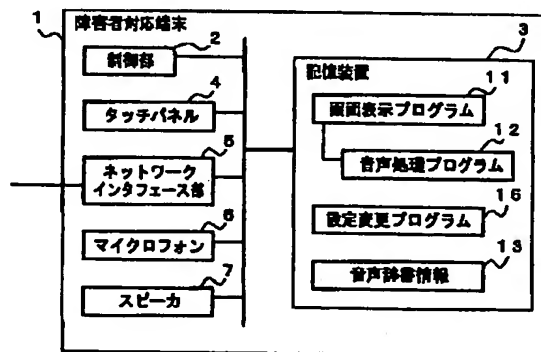 1
障害者対応端末
2
制御部
4
タッチパネル
5
ネットワーク
インタフェース部
6
マイクロフォン
7
スピーカ
3
記憶装置
11
画面表示プログラム
12
音声処理プログラム
15
設定変更プログラム
13
音声辞書情報